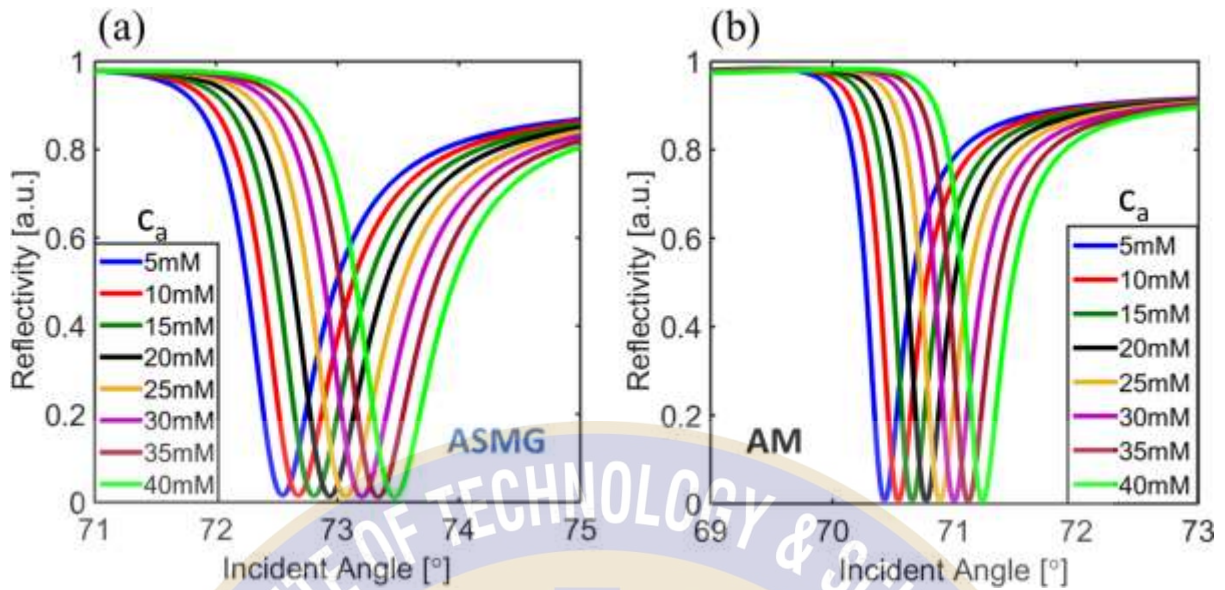 (a)
(b)
1
0.8
0.6
0.4
0.2
0
Reflectivity [a.u.]
Ca
5mM
10mM
15mM
20mM
25mM
30mM
35mM
40mM
ASMG
71
72
73
74
75
Incident Angle [°]
1
0.8
0.6
0.4
0.2
0
Reflectivity [a.u.]
AM
Ca
5mM
10mM
15mM
20mM
25mM
30mM
35mM
40mM
69
70
71
72
73
Incident Angle [°]
OF TECHNOLOGY &